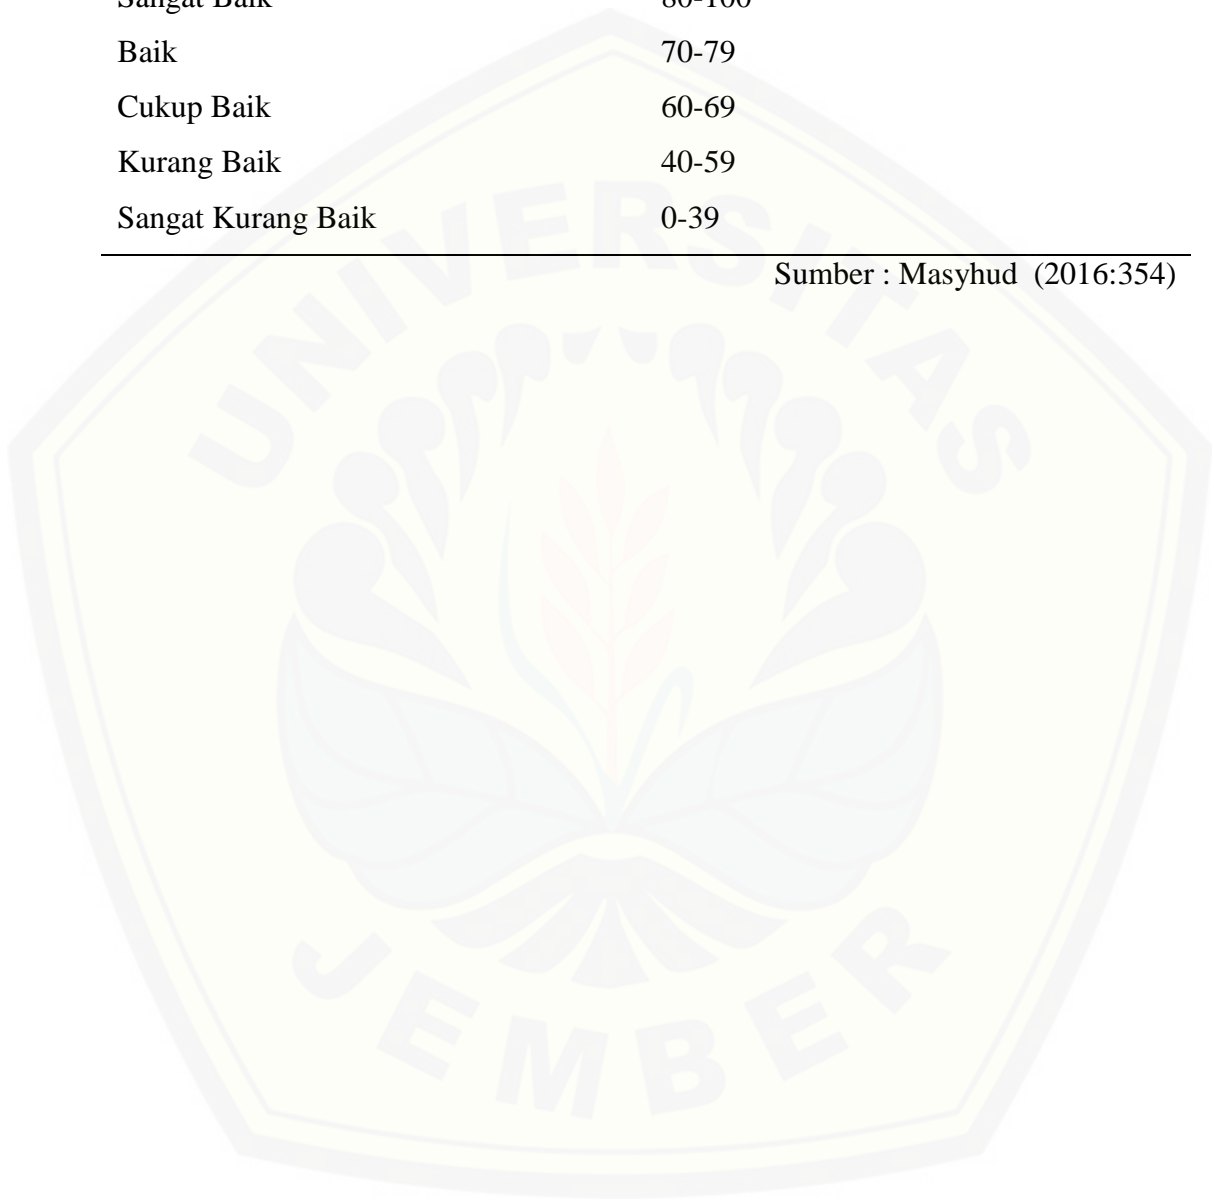 Sangat Baik 80-100
Baik 70-79
Cukup Baik 60-69
Kurang Baik 40-59
Sangat Kurang Baik 0-39
Sumber : Masyhud (2016:354)
UNIVERSITAS
JEMBER